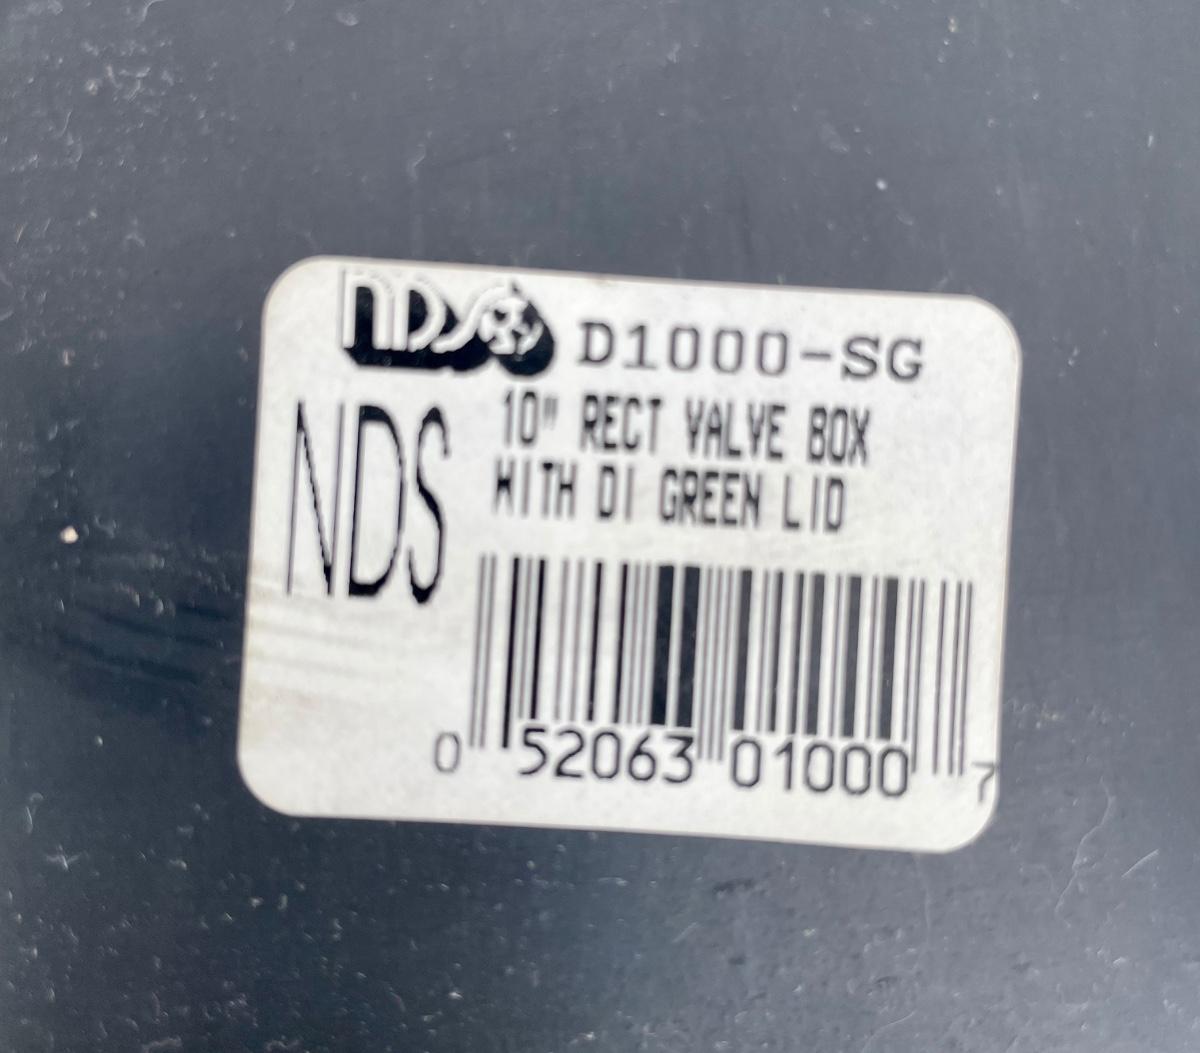 NDS D1000-SG
NDS
10" RECT VALVE BOX
WITH DI GREEN LID
0 52063 01000 7